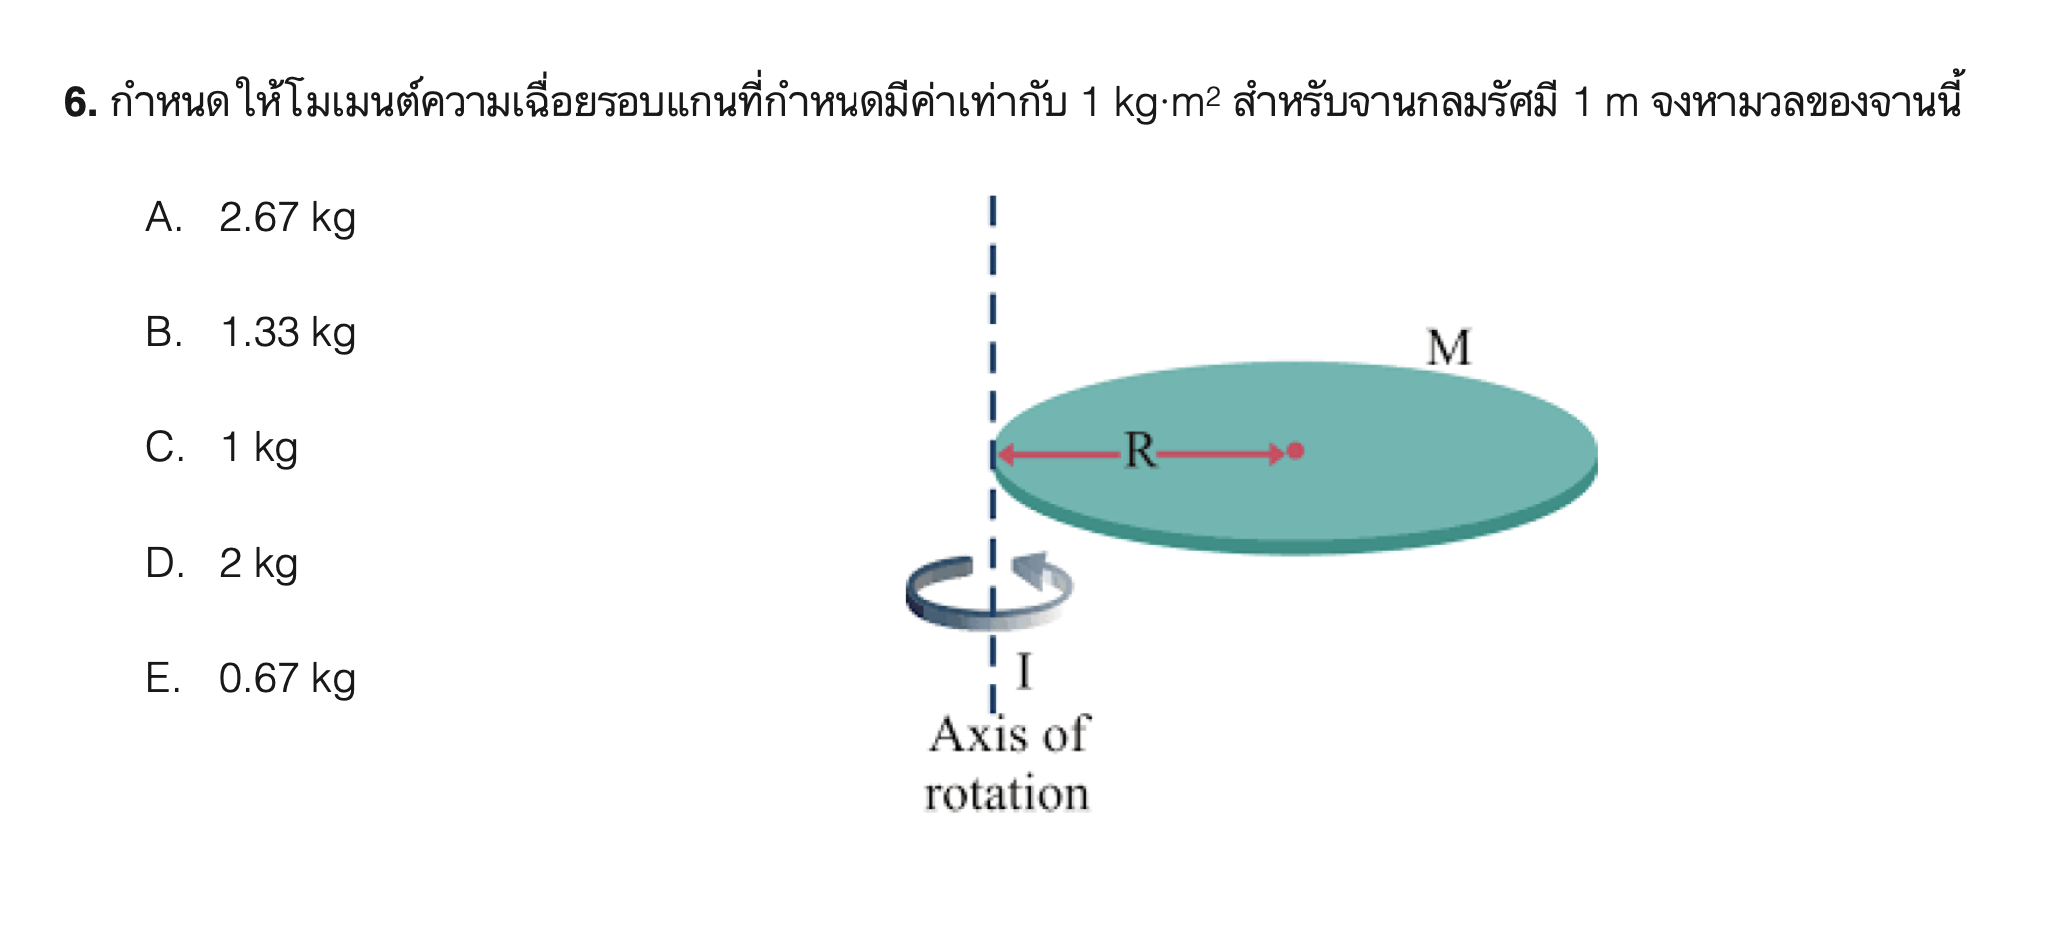 6. กำหนดให้โมเมนต์ความเฉื่อยรอบแกนที่กำหนดมีค่าเท่ากับ 1 kg·m² สำหรับจานกลมรัศมี 1 m จงหามวลของจานนี้
A. 2.67 kg
B. 1.33 kg
C. 1 kg
D. 2 kg
E. 0.67 kg
M
R
I
Axis of
rotation